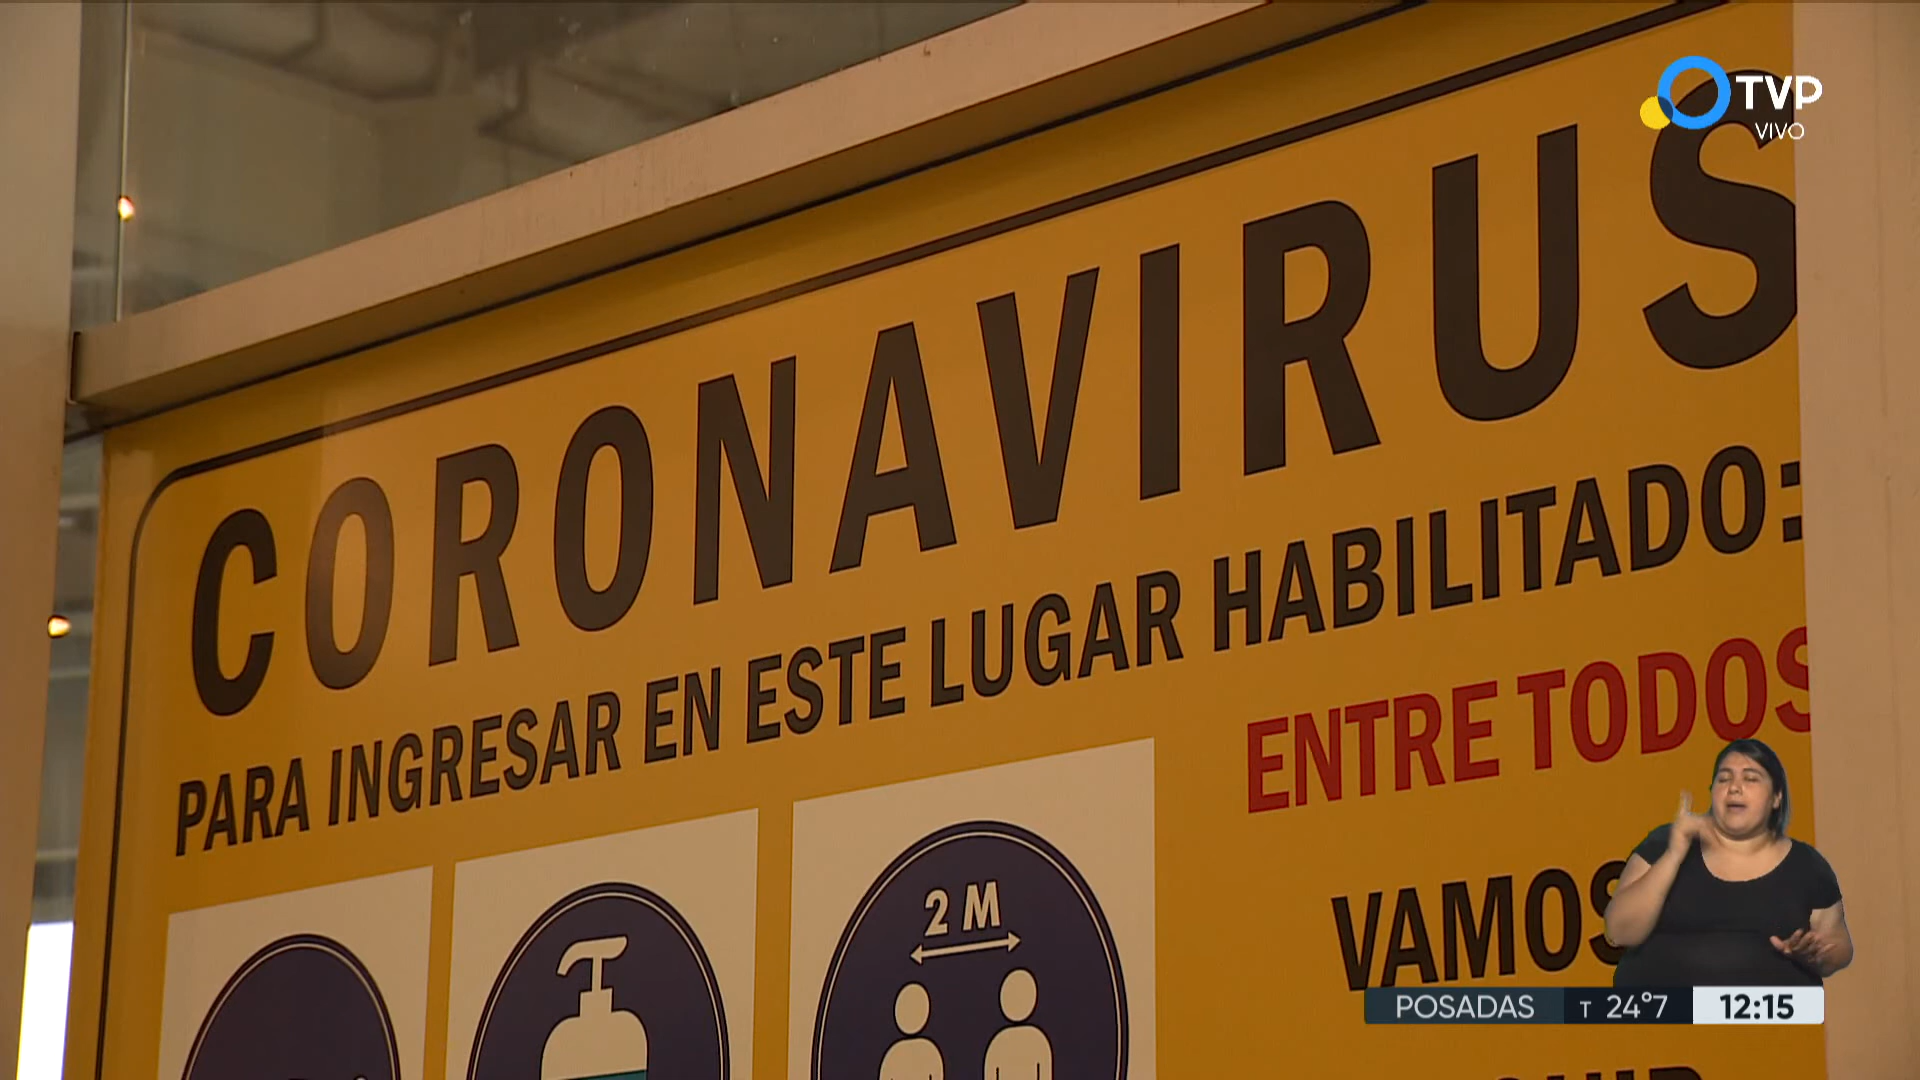 TVP
VIVO
CORONAVIRUS
PARA INGRESAR EN ESTE LUGAR HABILITADO:
ENTRE TODOS
2 M
VAMOS
POSADAS T 24°7 12:15